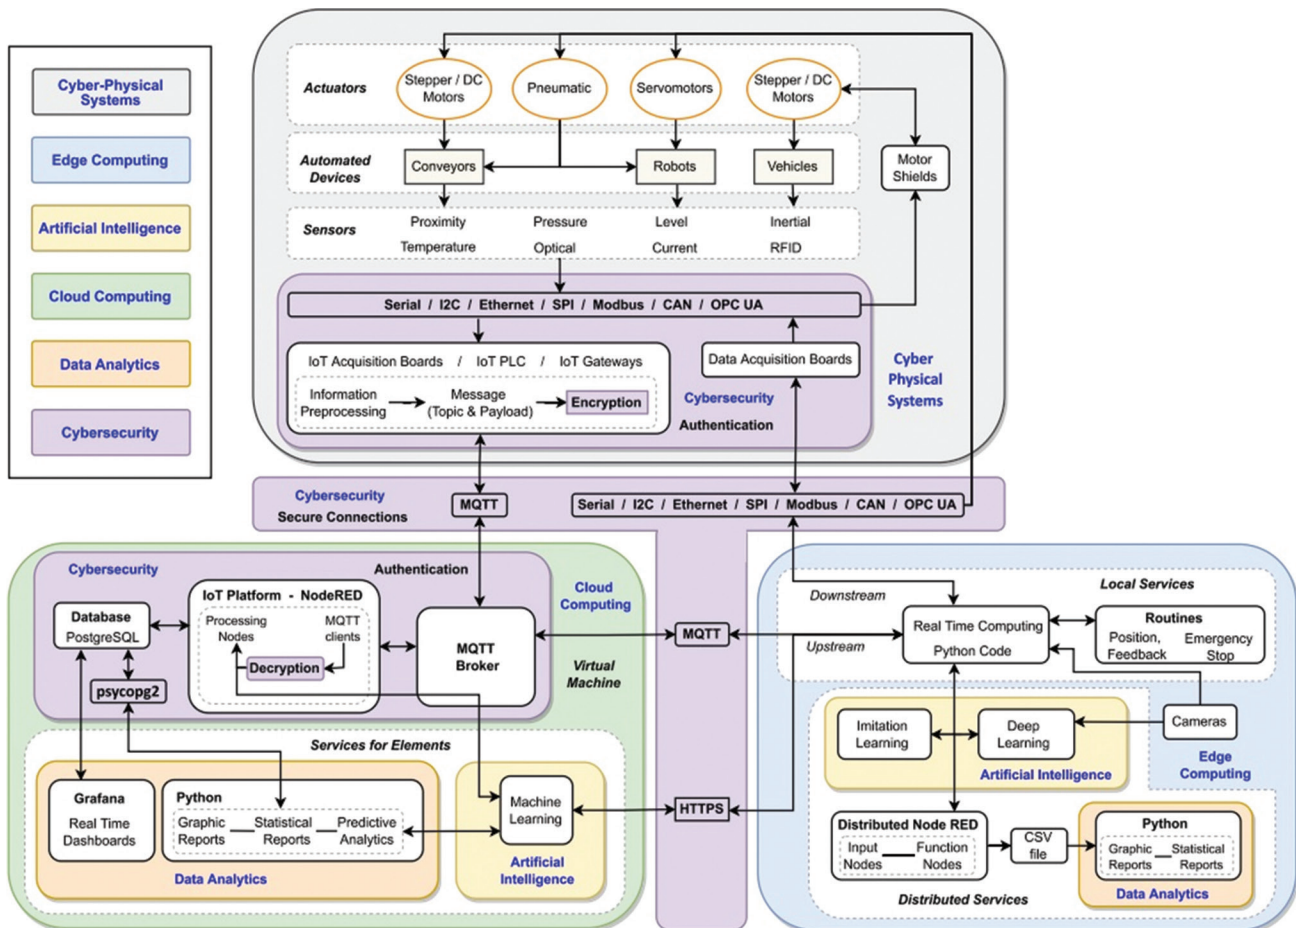 Cyber-Physical
Systems
Edge Computing
Artificial Intelligence
Cloud Computing
Data Analytics
Cybersecurity
Actuators
Stepper / DC
Motors
Pneumatic
Servomotors
Stepper / DC
Motors
Automated
Devices
Conveyors
Robots
Vehicles
Motor
Shields
Sensors
Proximity
Pressure
Level
Inertial
Temperature
Optical
Current
RFID
Serial / I2C / Ethernet / SPI / Modbus / CAN / OPC UA
IoT Acquisition Boards / IoT PLC / IoT Gateways
Information
Preprocessing
Message
(Topic & Payload)
Encryption
Data Acquisition Boards
Cybersecurity
Authentication
Cyber
Physical
Systems
Cybersecurity
Secure Connections
MQTT
Serial / I2C / Ethernet / SPI / Modbus / CAN / OPC UA
Cybersecurity
Authentication
Cloud
Computing
Database
PostgreSQL
psycopg2
IoT Platform - NodeRED
Processing
Nodes
MQTT
clients
Decryption
MQTT
Broker
Virtual
Machine
Services for Elements
Grafana
Real Time
Dashboards
Python
Graphic
Reports
Statistical
Reports
Predictive
Analytics
Data Analytics
Machine
Learning
Artificial
Intelligence
MQTT
HTTPS
Local Services
Downstream
Upstream
Real Time Computing
Python Code
Routines
Position,
Feedback
Emergency
Stop
Imitation
Learning
Deep
Learning
Artificial Intelligence
Cameras
Edge
Computing
Distributed Node RED
Input
Nodes
Function
Nodes
CSV
file
Python
Graphic
Reports
Statistical
Reports
Data Analytics
Distributed Services